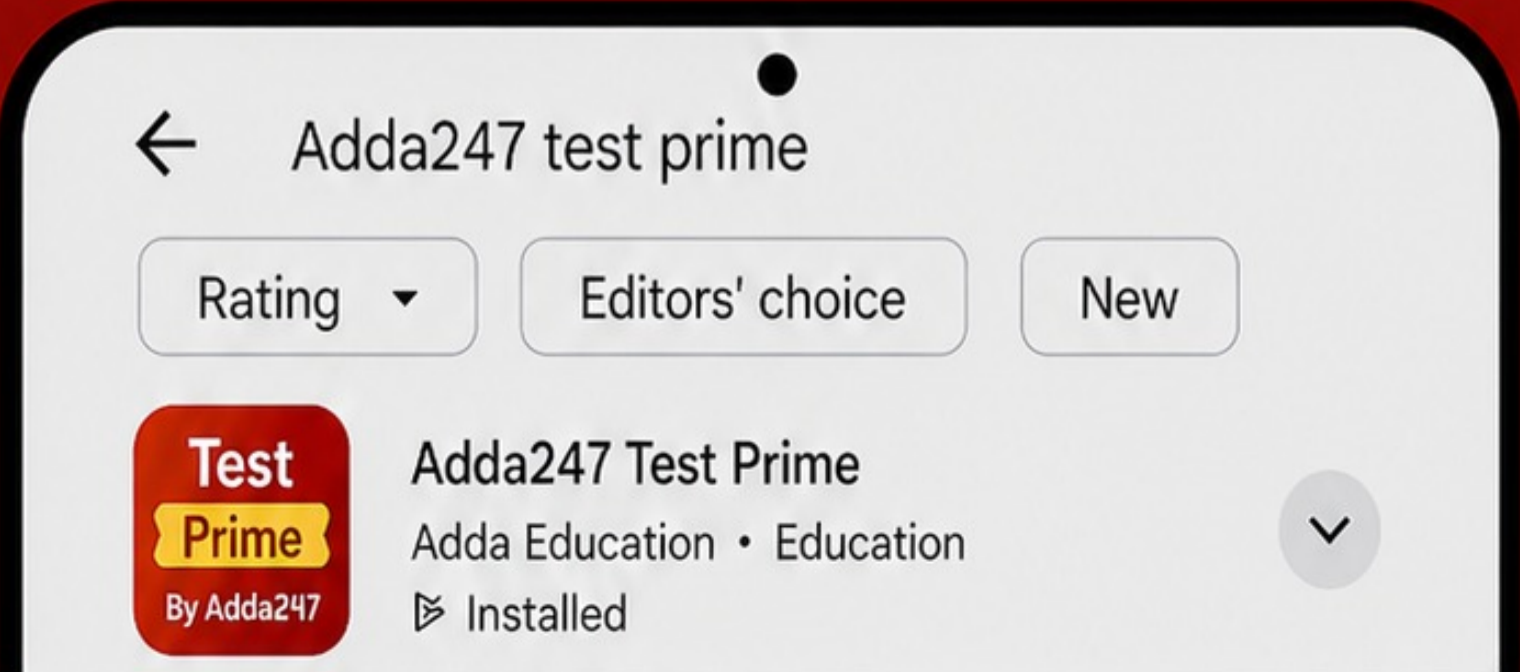 Adda247 test prime
Rating
Editors' choice
New
Test
Prime
By Adda247
Adda247 Test Prime
Adda Education • Education
Installed